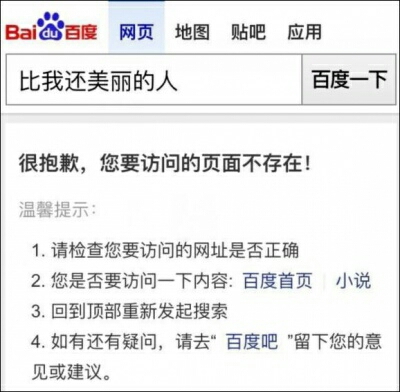 Bai du 百度 网页 地图 贴吧 应用
比我还美丽的人 百度一下
很抱歉，您要访问的页面不存在！
温馨提示：
1. 请检查您要访问的网址是否正确
2. 您是否要访问一下内容: 百度首页 | 小说
3. 回到顶部重新发起搜索
4. 如有还有疑问，请去“ 百度吧 ”留下您的意
见或建议。